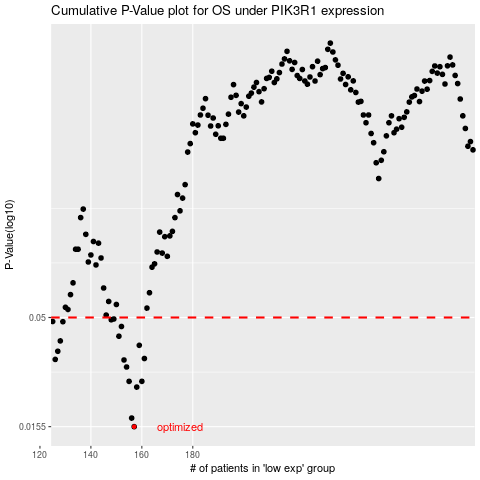 Cumulative P-Value plot for OS under PIK3R1 expression
P-Value(log10)
0.05
0.0155
optimized
120 140 160 180
# of patients in 'low exp' group